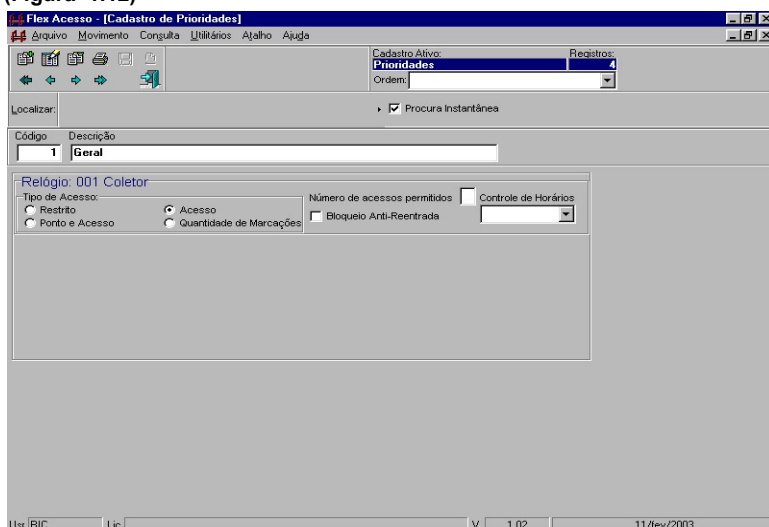 (Figura 4.12)
Flex Acesso - [Cadastro de Prioridades]
Arquivo Movimento Consulta Utilitários Atalho Ajuda
Cadastro Ativo: Registros:
Prioridades 4
Ordem:
Localizar: Procura Instantânea
Código Descrição
1 Geral
Relógio: 001 Coletor
Tipo de Acesso:
Restrito Acesso
Ponto e Acesso Quantidade de Marcações
Número de acessos permitidos Controle de Horários
Bloqueio Anti-Reentrada
Usr BIC Lic V 1.02 11/fev/2003